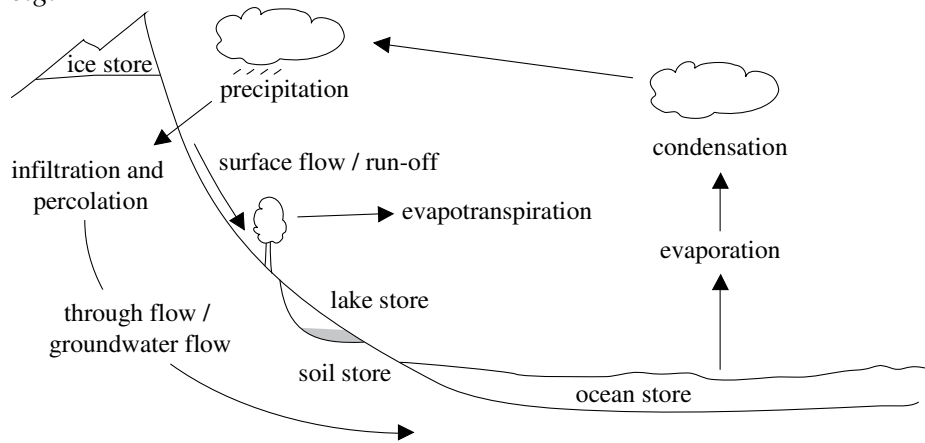 ice store
precipitation
condensation
infiltration and
percolation
surface flow / run-off
evapotranspiration
evaporation
through flow /
groundwater flow
lake store
soil store
ocean store